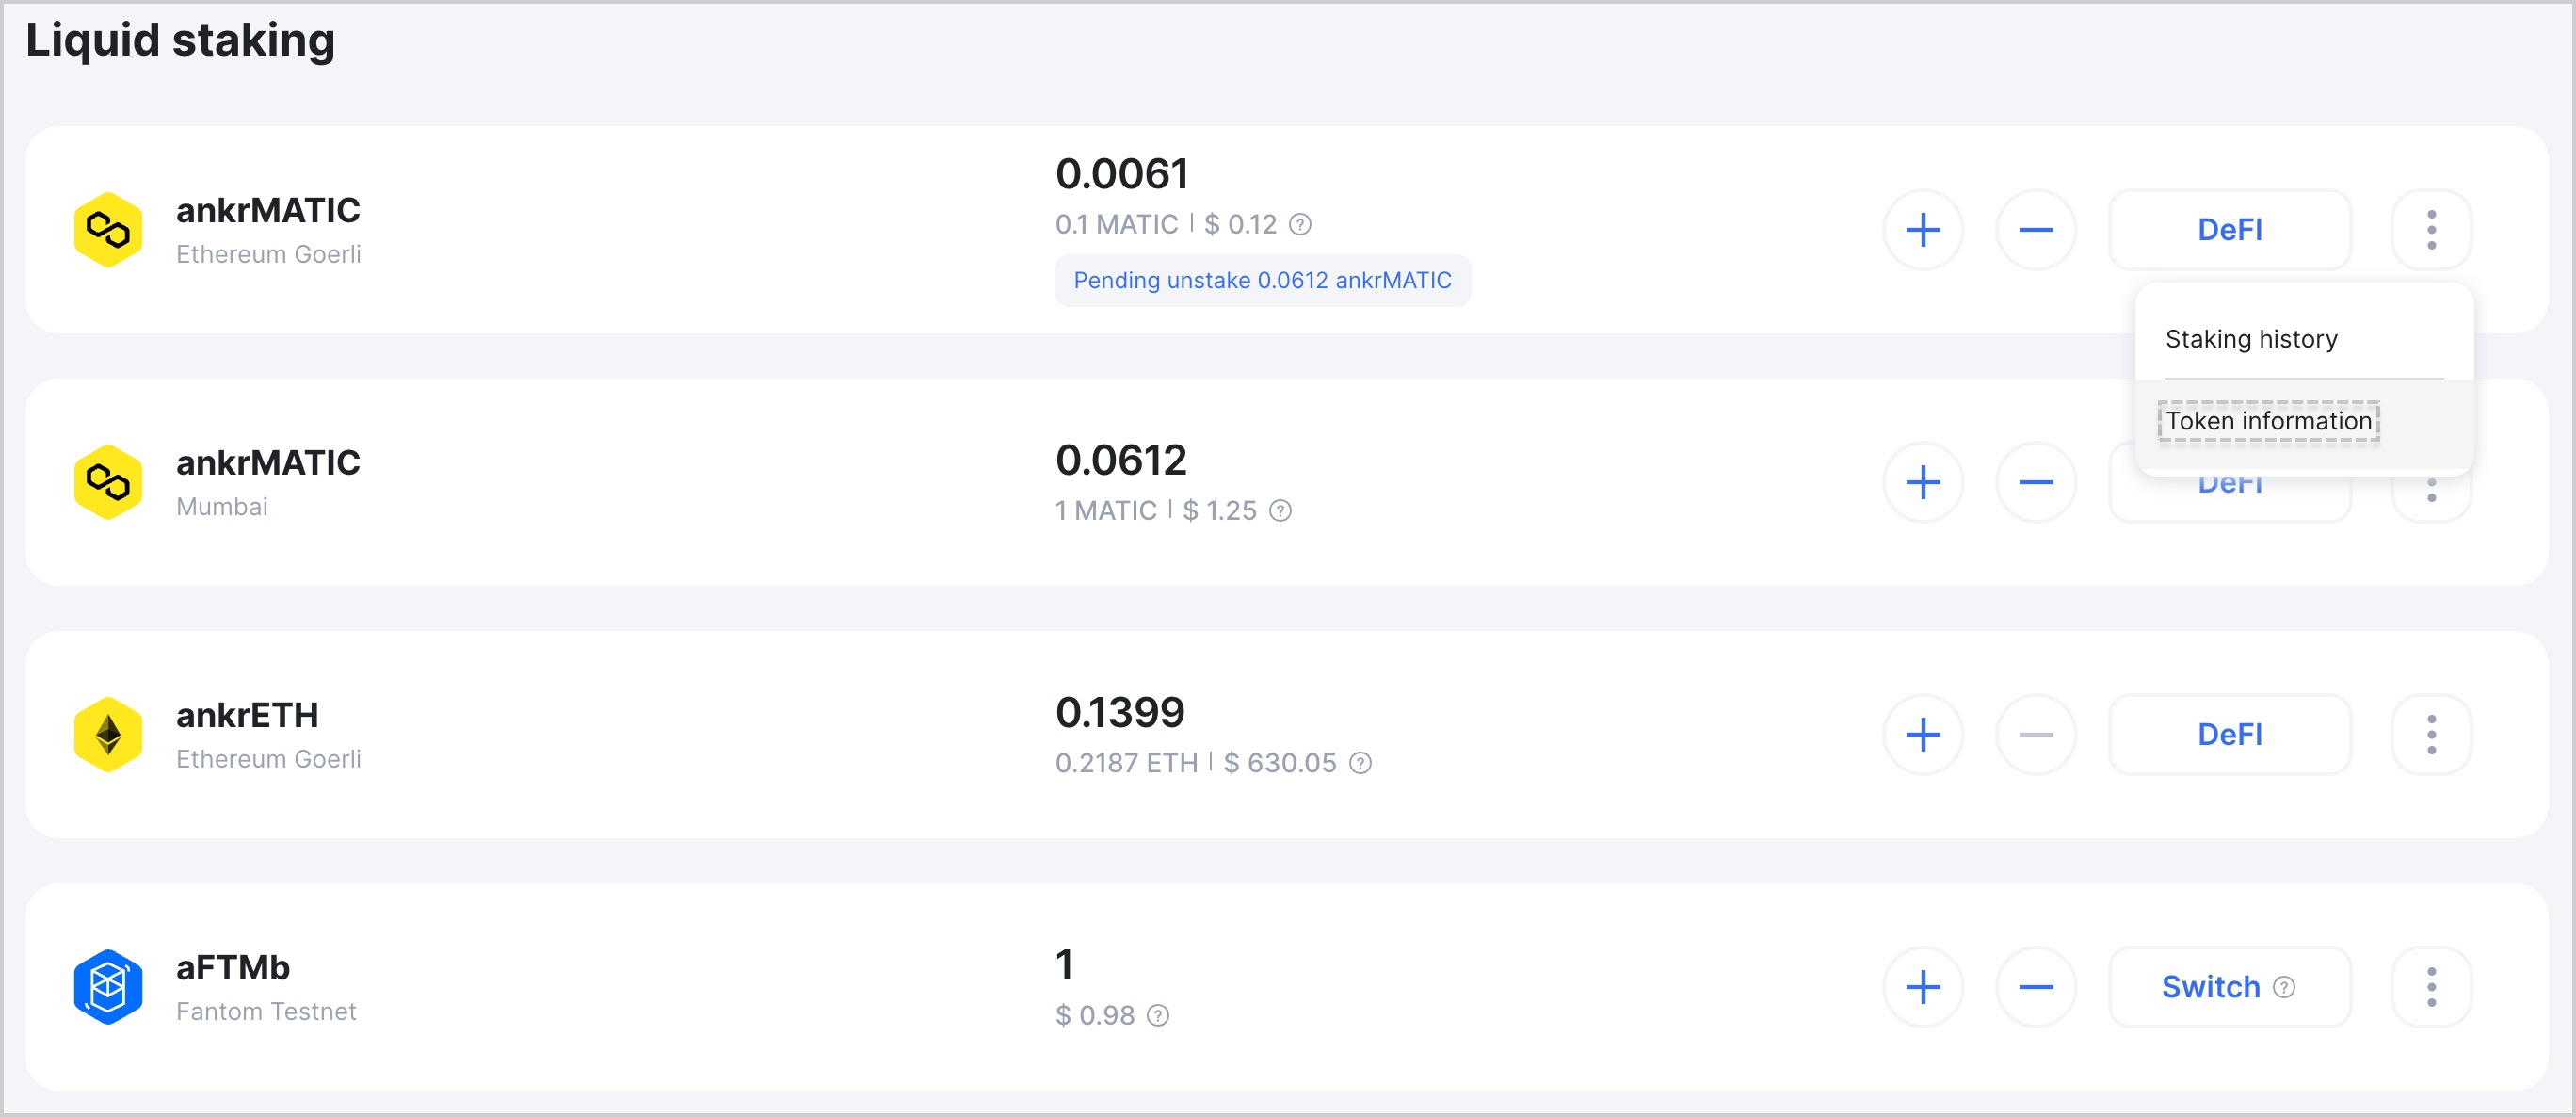 Liquid staking
ankrMATIC
Ethereum Goerli
0.0061
0.1 MATIC | $ 0.12 ?
Pending unstake 0.0612 ankrMATIC
DeFI
Staking history
Token information
ankrMATIC
Mumbai
0.0612
1 MATIC | $ 1.25 ?
DeFI
ankrETH
Ethereum Goerli
0.1399
0.2187 ETH | $ 630.05 ?
DeFI
aFTMb
Fantom Testnet
1
$ 0.98 ?
Switch ?